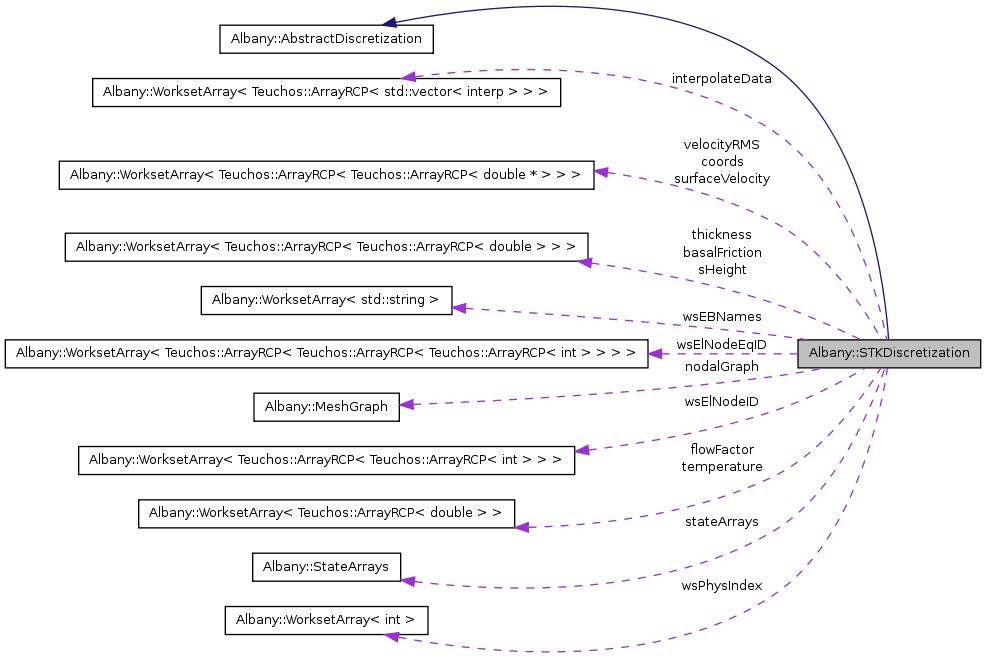 Albany::AbstractDiscretization
interpolateData
Albany::WorksetArray< Teuchos::ArrayRCP< std::vector< interp > > >
velocityRMS
coords
surfaceVelocity
Albany::WorksetArray< Teuchos::ArrayRCP< Teuchos::ArrayRCP< double * > > >
thickness
basalFriction
sHeight
Albany::WorksetArray< Teuchos::ArrayRCP< Teuchos::ArrayRCP< double > > >
Albany::WorksetArray< std::string >
wsEBNames
wsElNodeEqID
Albany::WorksetArray< Teuchos::ArrayRCP< Teuchos::ArrayRCP< Teuchos::ArrayRCP< int > > > >
Albany::STKDiscretization
nodalGraph
Albany::MeshGraph
wsElNodeID
Albany::WorksetArray< Teuchos::ArrayRCP< Teuchos::ArrayRCP< int > > >
flowFactor
temperature
Albany::WorksetArray< Teuchos::ArrayRCP< double > >
stateArrays
Albany::StateArrays
wsPhysIndex
Albany::WorksetArray< int >